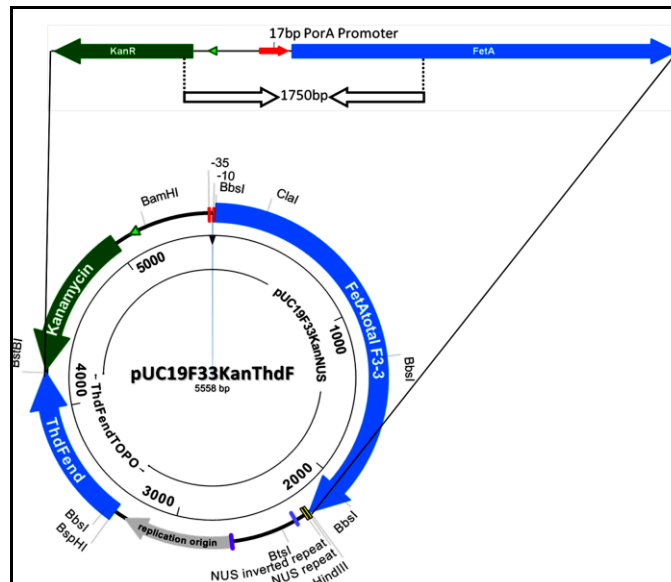 17bp PorA Promoter
KanR
FetA
1750bp
-35
-10
BbsI
ClaI
BamHI
5000
Kanamycin
FetAtotal F3-3
pUC19F33KanNUS
1000
BstBI
BbsI
pUC19F33KanThdF
5558 bp
4000
- ThdFendTOPO -
ThdFend
2000
3000
BbsI
BspHI
replication origin
BbsI
BtsI
NUS inverted repeat
NUS repeat
HindIII